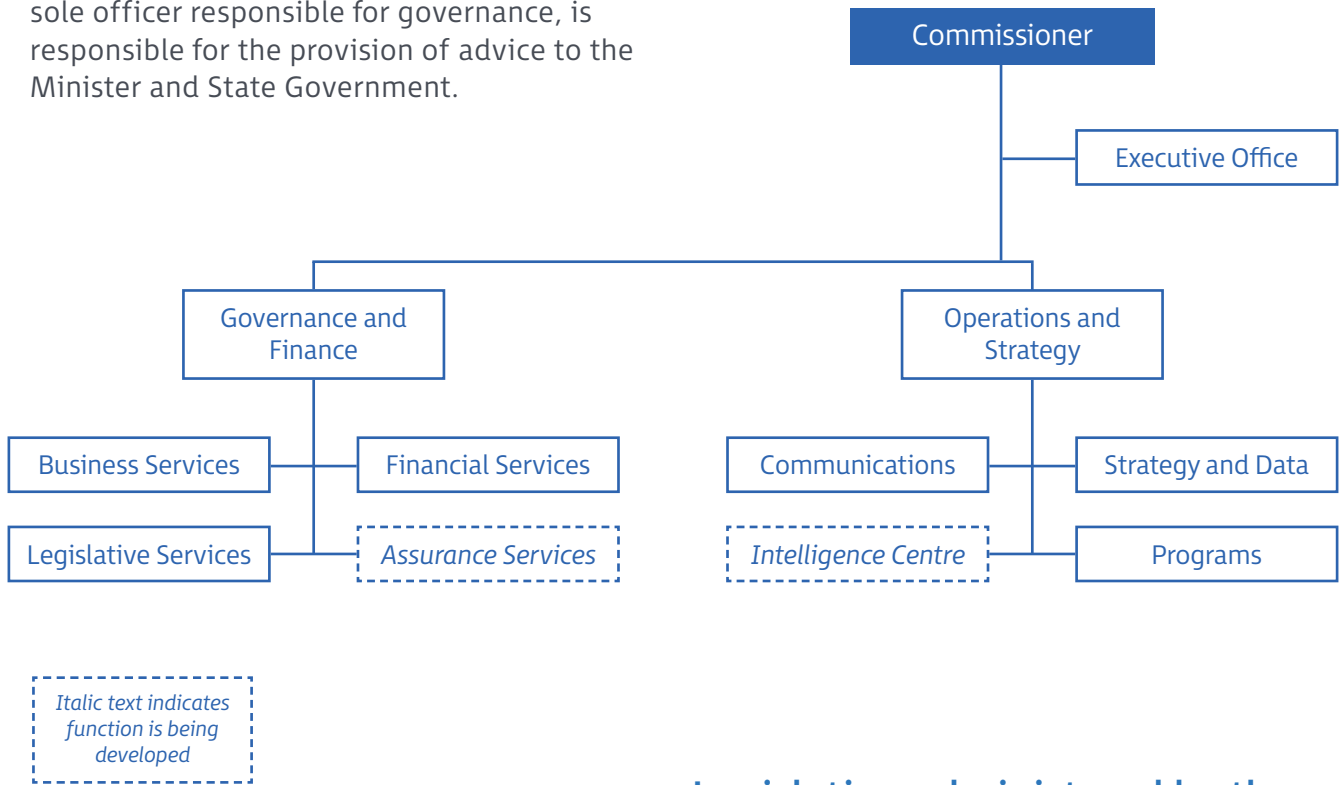 sole officer responsible for governance, is
responsible for the provision of advice to the
Minister and State Government.
Commissioner
Executive Office
Governance and
Finance
Operations and
Strategy
Business Services
Financial Services
Communications
Strategy and Data
Legislative Services
Assurance Services
Intelligence Centre
Programs
Italic text indicates
function is being
developed